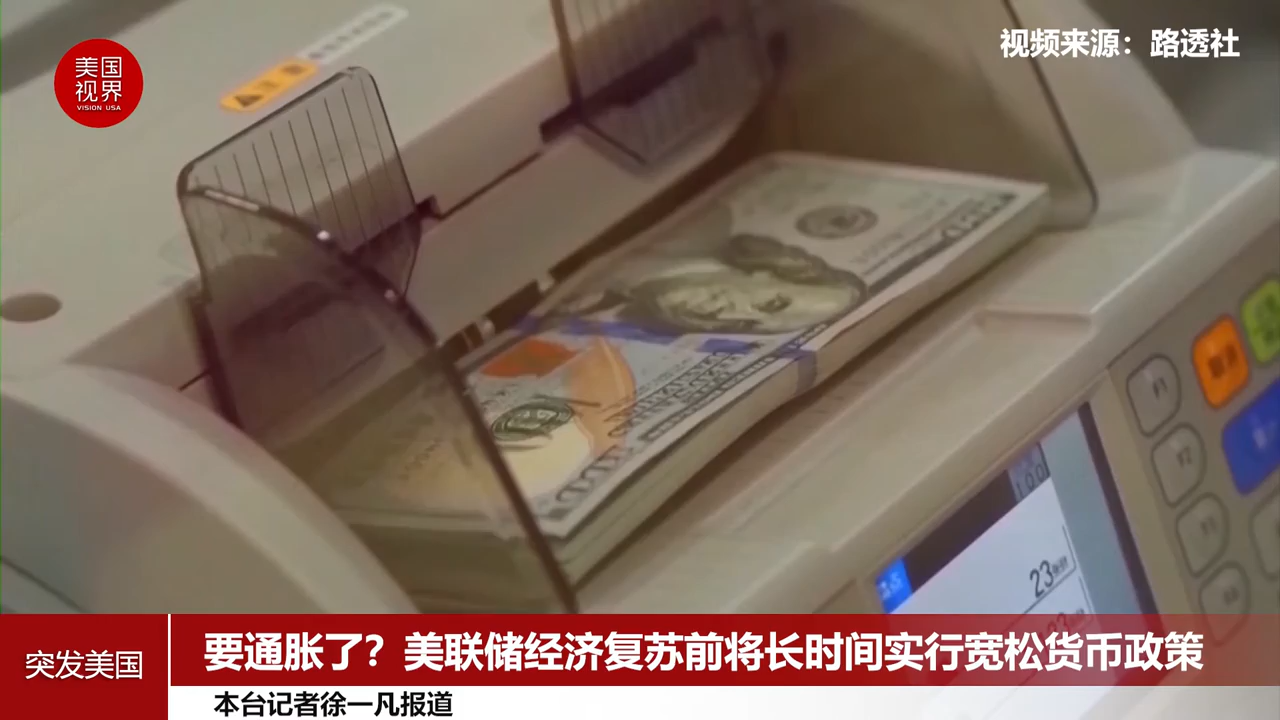 美国
视界
VISION USA
视频来源：路透社
100
23
突发美国
要通胀了？美联储经济复苏前将长时间实行宽松货币政策
本台记者徐一凡报道